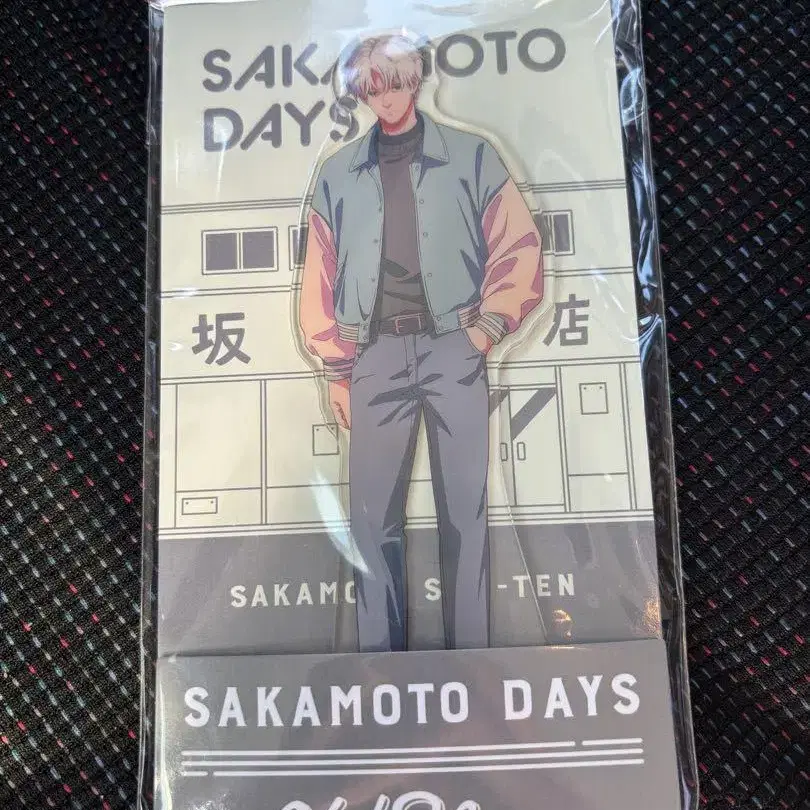 SAKAMOTO
DAYS
坂 店
SAKAMO S -TEN
SAKAMOTO DAYS